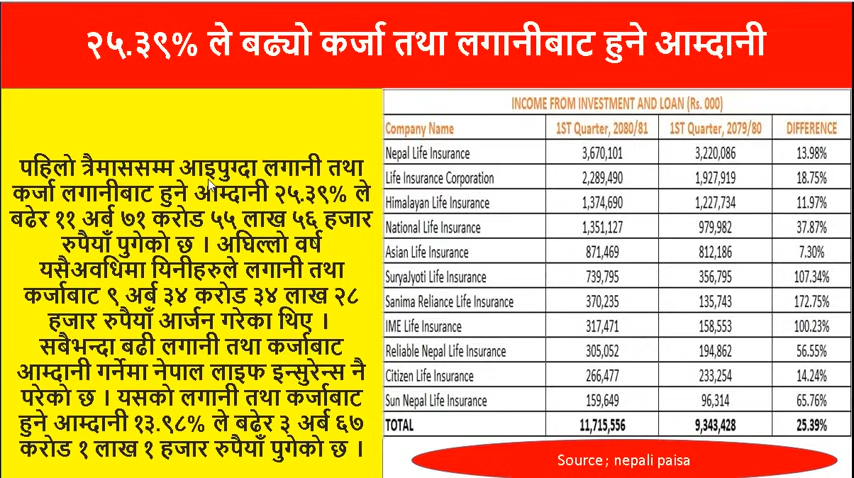 २५.३९% ले बढ्यो कर्जा तथा लगानीबाट हुने आम्दानी
पहिलो त्रैमाससम्म आइपुग्दा लगानी तथा
कर्जा लगानीबाट हुने आम्दानी २५.३९% ले
बढेर ११ अर्ब ७१ करोड ५५ लाख ५६ हजार
रुपैयाँ पुगेको छ । अघिल्लो वर्ष
यसैअवधिमा यिनीहरुले लगानी तथा
कर्जाबाट ९ अर्ब ३४ करोड ३४ लाख २८
हजार रुपैयाँ आर्जन गरेका थिए ।
सबैभन्दा बढी लगानी तथा कर्जाबाट
आम्दानी गर्नेमा नेपाल लाइफ इन्सुरेन्स नै
परेको छ । यसको लगानी तथा कर्जाबाट
हुने आम्दानी १३.९८% ले बढेर ३ अर्ब ६७
करोड १ लाख १ हजार रुपैयाँ पुगेको छ ।
INCOME FROM INVESTMENT AND LOAN (Rs. 000)
Company Name 1ST Quarter, 2080/81 1ST Quarter, 2079/80 DIFFERENCE
Nepal Life Insurance 3,670,101 3,220,086 13.98%
Life Insurance Corporation 2,289,490 1,927,919 18.75%
Himalayan Life Insurance 1,374,690 1,227,734 11.97%
National Life Insurance 1,351,127 979,982 37.87%
Asian Life Insurance 871,469 812,186 7.30%
SuryaJyoti Life Insurance 739,795 356,795 107.34%
Sanima Reliance Life Insurance 370,235 135,743 172.75%
IME Life Insurance 317,471 158,553 100.23%
Reliable Nepal Life Insurance 305,052 194,862 56.55%
Citizen Life Insurance 266,477 233,254 14.24%
Sun Nepal Life Insurance 159,649 96,314 65.76%
TOTAL 11,715,556 9,343,428 25.39%
Source ; nepali paisa